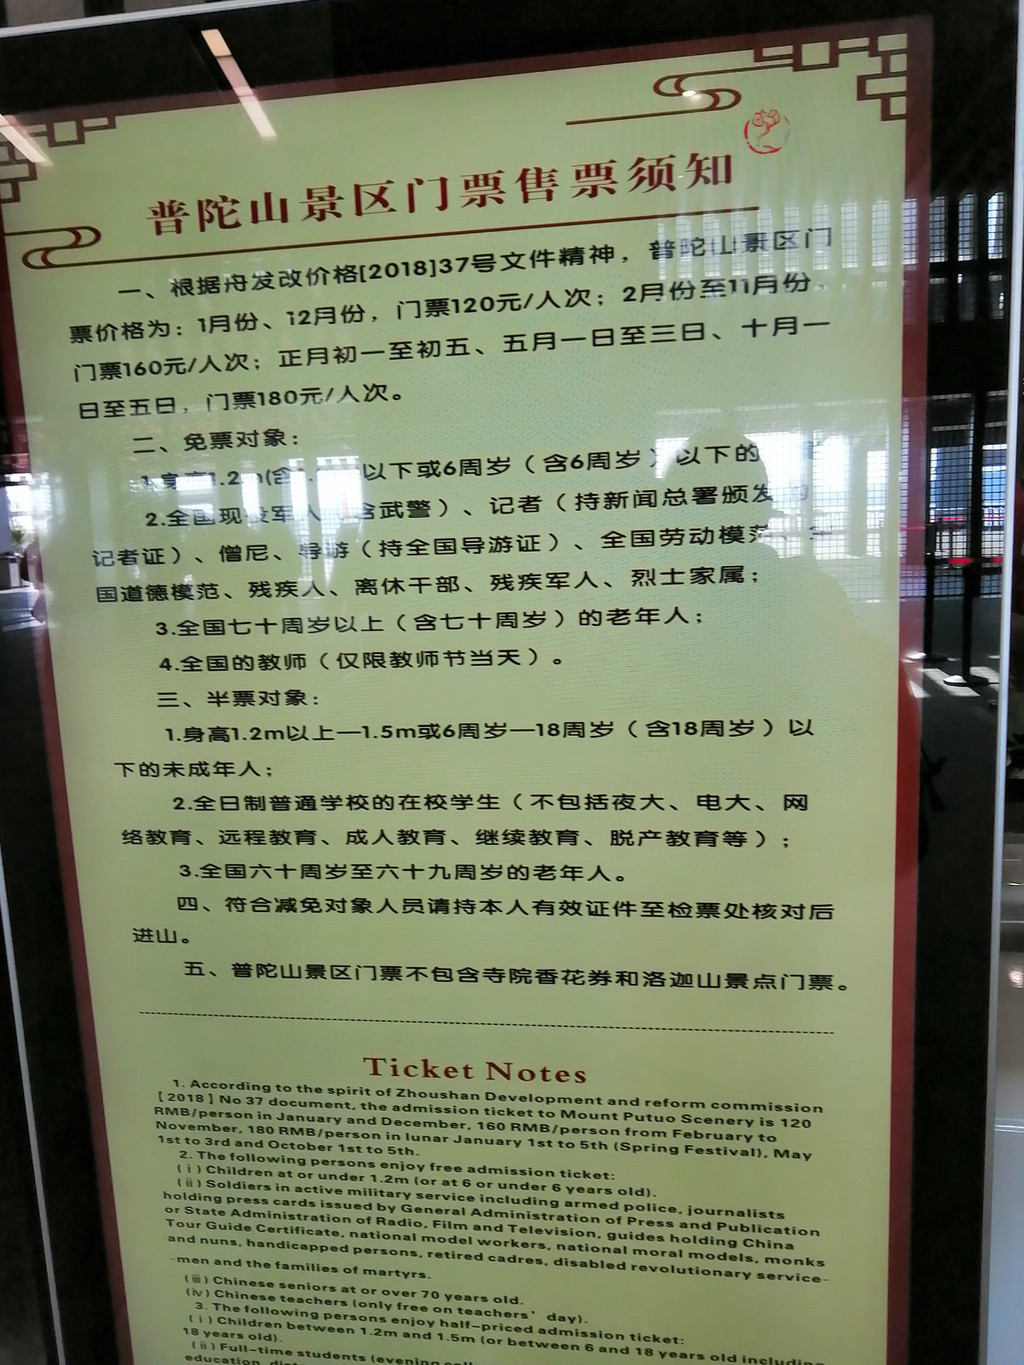 普陀山景区门票售票须知
一、根据舟发改价格[2018]37号文件精神，普陀山景区门
票价格为：1月份、12月份，门票120元/人次；2月份至11月份，
门票160元/人次；正月初一至初五、五月一日至三日、十月一
日至五日，门票180元/人次。
二、免票对象：
1.身高1.2m(含 以下或6周岁（含6周岁）以下的
2.全国现役军人（含武警）、记者（持新闻总署颁发的
记者证）、僧尼、导游（持全国导游证）、全国劳动模范、全
国道德模范、残疾人、离休干部、残疾军人、烈士家属；
3.全国七十周岁以上（含七十周岁）的老年人；
4.全国的教师（仅限教师节当天）。
三、半票对象：
1.身高1.2m以上—1.5m或6周岁—18周岁（含18周岁）以
下的未成年人；
2.全日制普通学校的在校学生（不包括夜大、电大、网
络教育、远程教育、成人教育、继续教育、脱产教育等）；
3.全国六十周岁至六十九周岁的老年人。
四、符合减免对象人员请持本人有效证件至检票处核对后
进山。
五、普陀山景区门票不包含寺院香花券和洛迦山景点门票。
Ticket Notes
1. According to the spirit of Zhoushan Development and reform commission
[2018] No 37 document, the admission ticket to Mount Putuo Scenery is 120
RMB/person in January and December, 160 RMB/person from February to
November, 180 RMB/person in lunar January 1st to 5th (Spring Festival), May
1st to 3rd and October 1st to 5th.
2. The following persons enjoy free admission ticket:
(i) Children at or under 1.2m (or at 6 or under 6 years old).
(ii) Soldiers in active military service including armed police, journalists
holding press cards issued by General Administration of Press and Publication
or State Administration of Radio, Film and Television, guides holding China
Tour Guide Certificate, national model workers, national moral models, monks
and nuns, handicapped persons, retired cadres, disabled revolutionary service-
-men and the families of martyrs.
(iii) Chinese seniors at or over 70 years old.
(iv) Chinese teachers (only free on teachers' day).
3. The following persons enjoy half-priced admission ticket:
(i) Children between 1.2m and 1.5m (or between 6 and 18 years old including
18 years old).
(ii) Full-time students (evening
education,